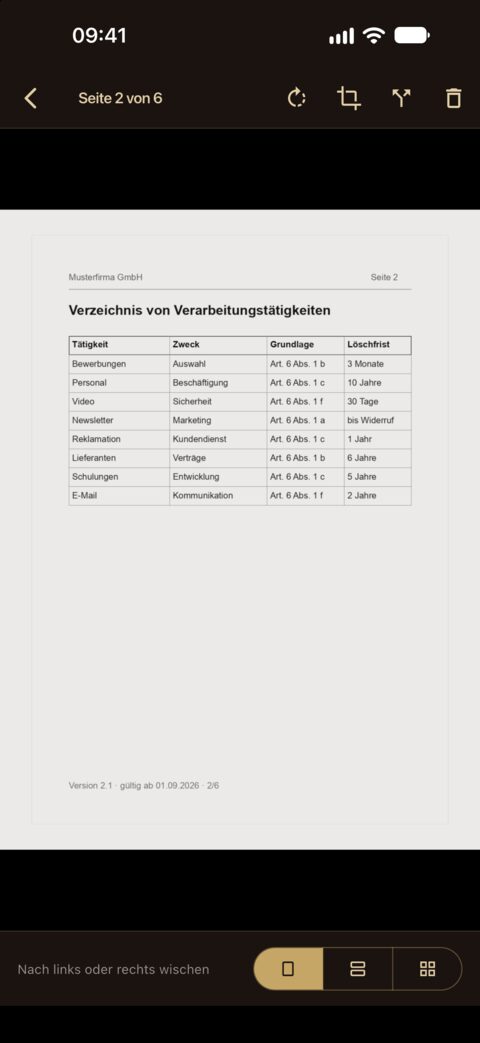 09:41
Seite 2 von 6
Musterfirma GmbH Seite 2
Verzeichnis von Verarbeitungstätigkeiten
Tätigkeit Zweck Grundlage Löschfrist
Bewerbungen Auswahl Art. 6 Abs. 1 b 3 Monate
Personal Beschäftigung Art. 6 Abs. 1 c 10 Jahre
Video Sicherheit Art. 6 Abs. 1 f 30 Tage
Newsletter Marketing Art. 6 Abs. 1 a bis Widerruf
Reklamation Kundendienst Art. 6 Abs. 1 c 1 Jahr
Lieferanten Verträge Art. 6 Abs. 1 b 6 Jahre
Schulungen Entwicklung Art. 6 Abs. 1 c 5 Jahre
E-Mail Kommunikation Art. 6 Abs. 1 f 2 Jahre
Version 2.1 · gültig ab 01.09.2026 · 2/6
Nach links oder rechts wischen